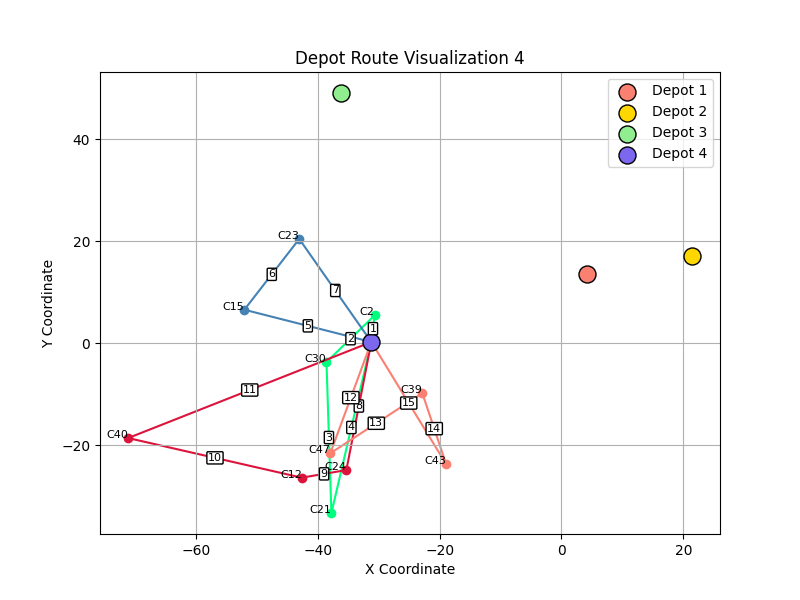 Depot Route Visualization 4
Depot 1
Depot 2
Depot 3
Depot 4
40
20
0
−20
Y Coordinate
C23
6
7
C15
5
C2
1
2
C30
11
C39
12
8
15
13
14
4
3
C40
C47
10
C12
9
C24
C43
C21
−60
−40
−20
0
20
X Coordinate